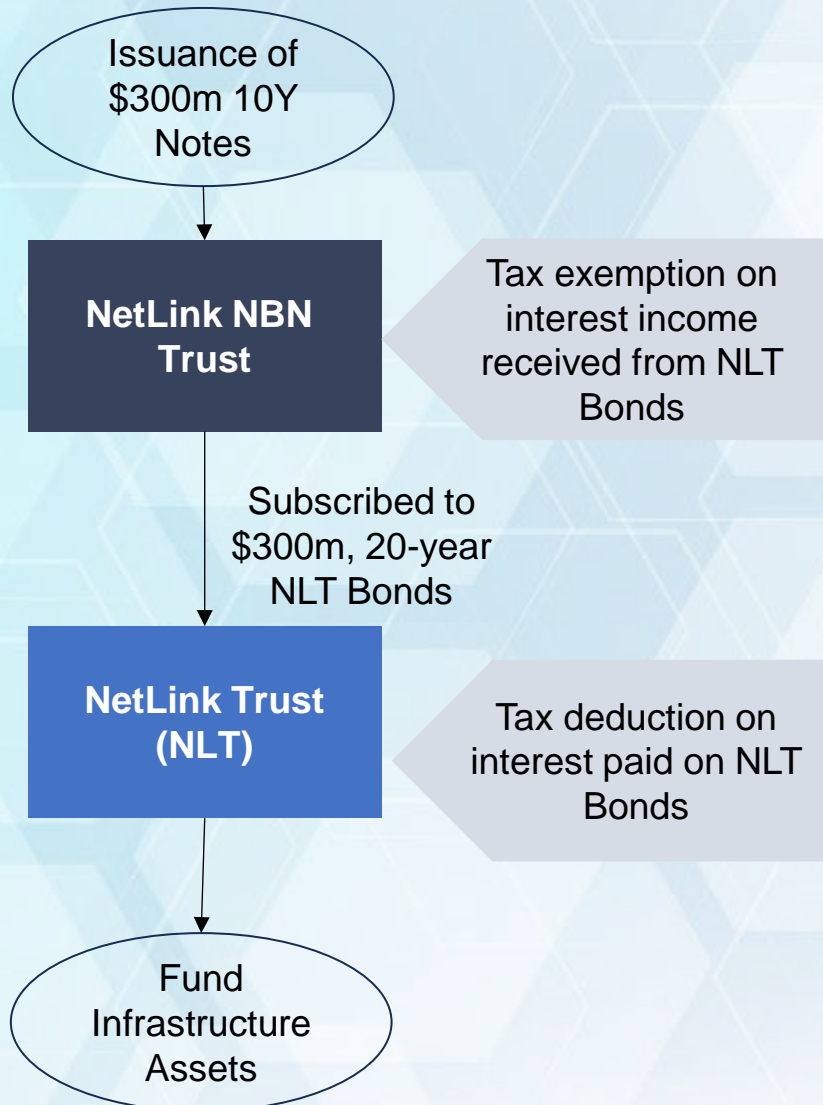 Issuance of
$300m 10Y
Notes
NetLink NBN
Trust
Tax exemption on
interest income
received from NLT
Bonds
Subscribed to
$300m, 20-year
NLT Bonds
NetLink Trust
(NLT)
Tax deduction on
interest paid on NLT
Bonds
Fund
Infrastructure
Assets